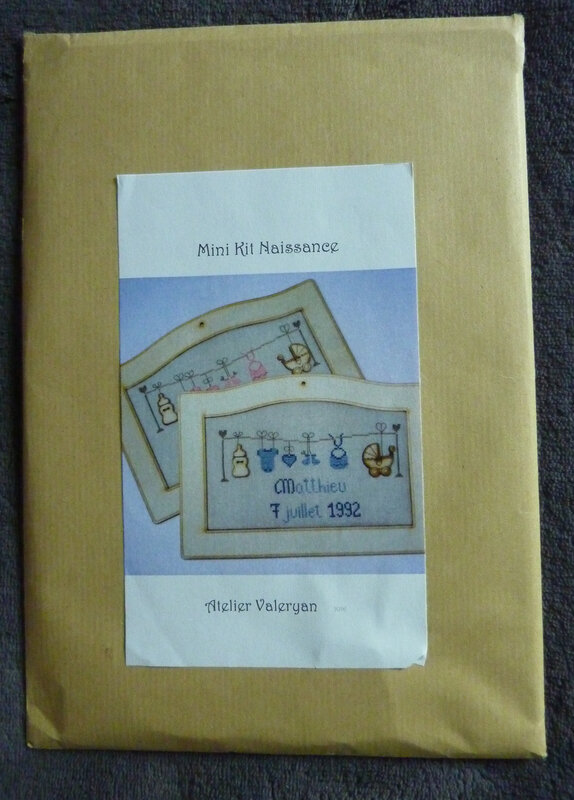 Mini Kit Naissance
Matthieu
7 juillet 1992
Atelier Valeryan